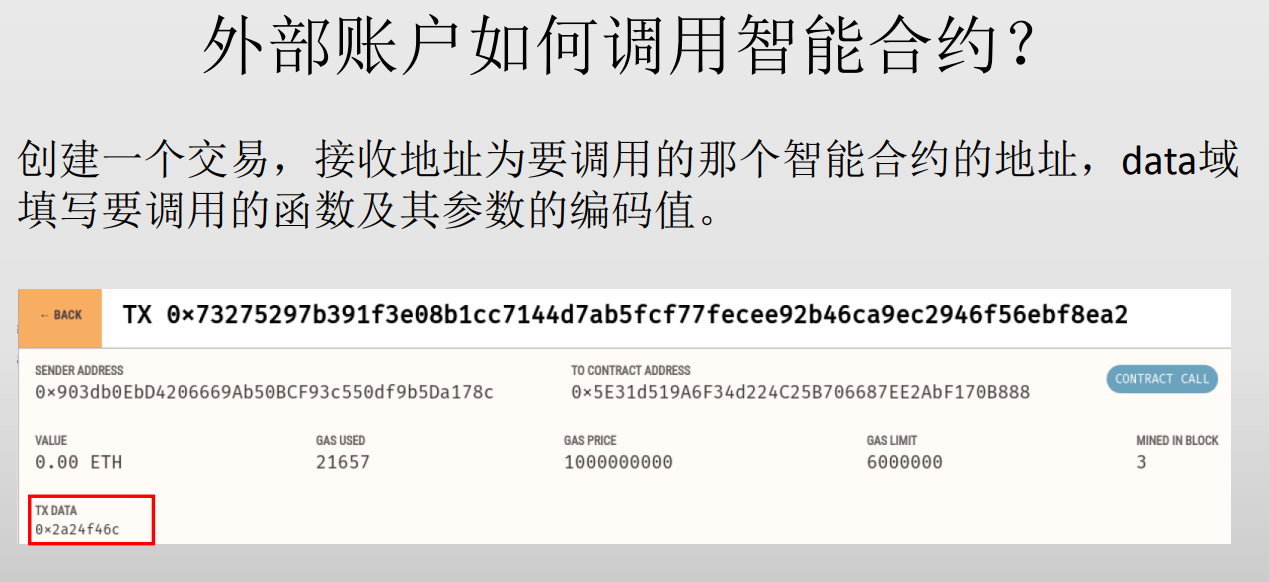 外部账户如何调用智能合约？
创建一个交易，接收地址为要调用的那个智能合约的地址，data域
填写要调用的函数及其参数的编码值。
← BACK TX 0×73275297b391f3e08b1cc7144d7ab5fcf77fecee92b46ca9ec2946f56ebf8ea2
SENDER ADDRESS TO CONTRACT ADDRESS
0×903db0EbD4206669Ab50BCF93c550df9b5Da178c 0×5E31d519A6F34d224C25B706687EE2AbF170B888 CONTRACT CALL
VALUE GAS USED GAS PRICE GAS LIMIT MINED IN BLOCK
0.00 ETH 21657 1000000000 6000000 3
TX DATA
0×2a24f46c